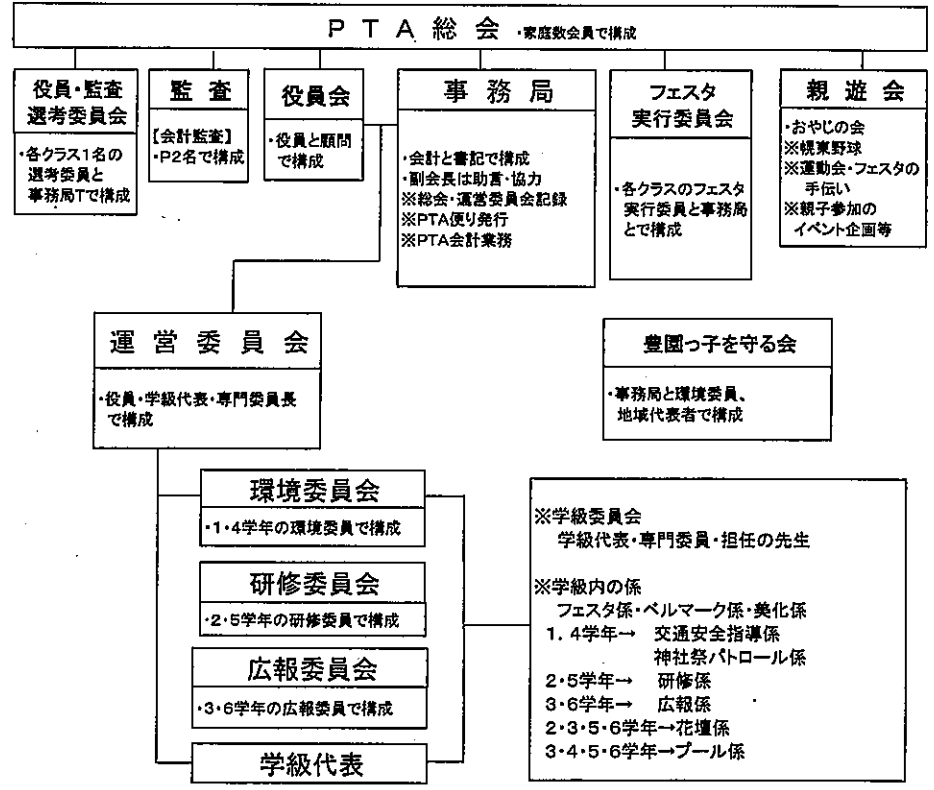 PTA総会 ・家庭数会員で構成
役員・監査
選考委員会
・各クラス1名の
選考委員と
事務局Tで構成
監査
【会計監査】
・P2名で構成
役員会
・役員と顧問
で構成
事務局
・会計と書記で構成
・副会長は助言・協力
※総会・運営委員会記録
※PTA便り発行
※PTA会計業務
フェスタ
実行委員会
・各クラスのフェスタ
実行委員と事務局
とで構成
親遊会
・おやじの会
※幌東野球
※運動会・フェスタの
手伝い
※親子参加の
イベント企画等
運営委員会
・役員・学級代表・専門委員長
で構成
豊園っ子を守る会
・事務局と環境委員、
地域代表者で構成
環境委員会
・1・4学年の環境委員で構成
研修委員会
・2・5学年の研修委員で構成
広報委員会
・3・6学年の広報委員で構成
学級代表
※学級委員会
学級代表・専門委員・担任の先生
※学級内の係
フェスタ係・ベルマーク係・美化係
1,4学年→ 交通安全指導係
神社祭パトロール係
2・5学年→ 研修係
3・6学年→ 広報係
2・3・5・6学年→花壇係
3・4・5・6学年→プール係